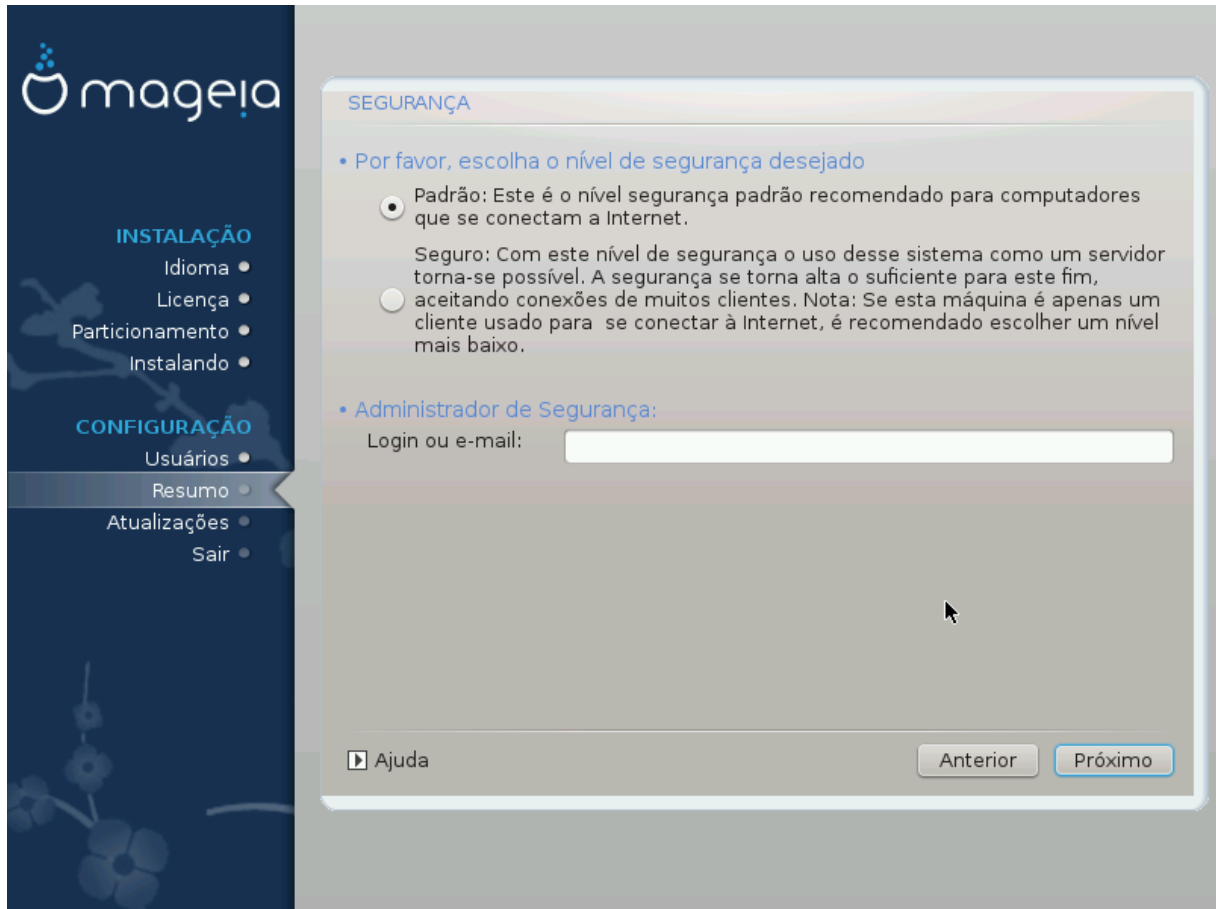 mageia
INSTALAÇÃO
Idioma
Licença
Particionamento
Instalando
CONFIGURAÇÃO
Usuários
Resumo
Atualizações
Sair
SEGURANÇA
• Por favor, escolha o nível de segurança desejado
Padrão: Este é o nível segurança padrão recomendado para computadores
que se conectam a Internet.
Seguro: Com este nível de segurança o uso desse sistema como um servidor
torna-se possível. A segurança se torna alta o suficiente para este fim,
aceitando conexões de muitos clientes. Nota: Se esta máquina é apenas um
cliente usado para  se conectar à Internet, é recomendado escolher um nível
mais baixo.
• Administrador de Segurança:
Login ou e-mail:
Ajuda
Anterior
Próximo